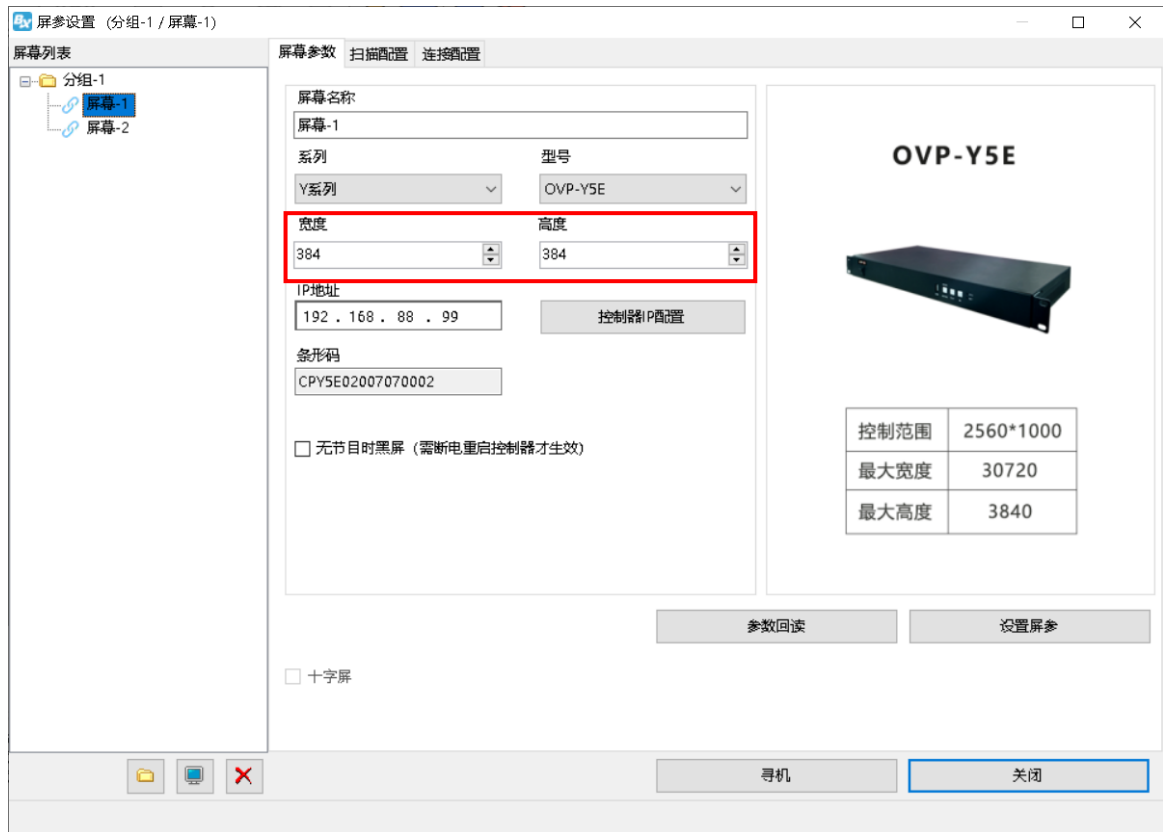 BX 屏参设置 (分组-1 / 屏幕-1)
屏幕列表
分组-1
屏幕-1
屏幕-2
屏幕参数 扫描配置 连接配置
屏幕名称
屏幕-1
系列 型号
Y系列 OVP-Y5E
宽度 高度
384 384
IP地址
192 . 168 . 88 . 99 控制器IP配置
条形码
CPY5E02007070002
无节目时黑屏 (需断电重启控制器才生效)
OVP-Y5E
控制范围 2560*1000
最大宽度 30720
最大高度 3840
参数回读 设置屏参
十字屏
寻机 关闭